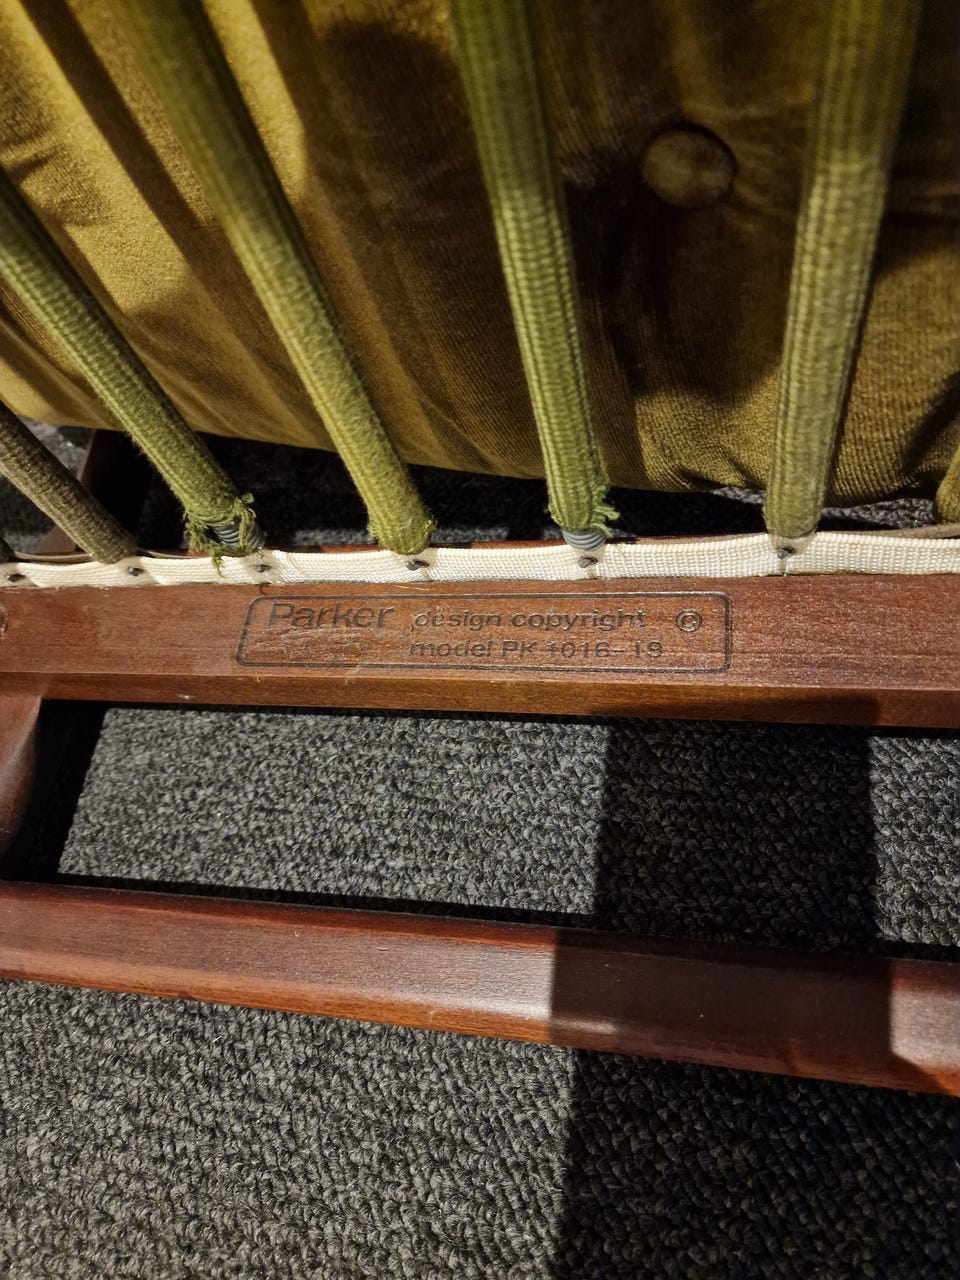 Parker design copyright ®
model PK 1016-19